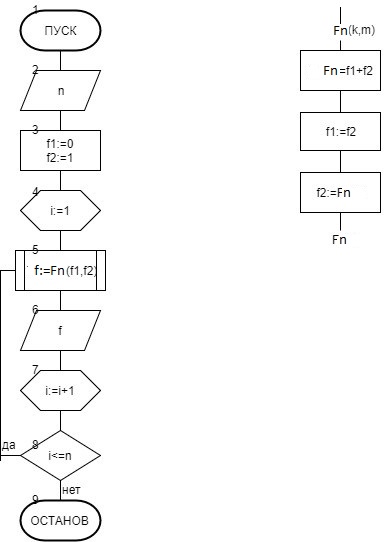 1
ПУСК
2
n
3
f1:=0
f2:=1
4
i:=1
5
f:=Fn(f1,f2)
6
f
7
i:=i+1
да
8
i<=n
нет
9
ОСТАНОВ
Fn(k,m)
Fn=f1+f2
f1:=f2
f2:=Fn
Fn